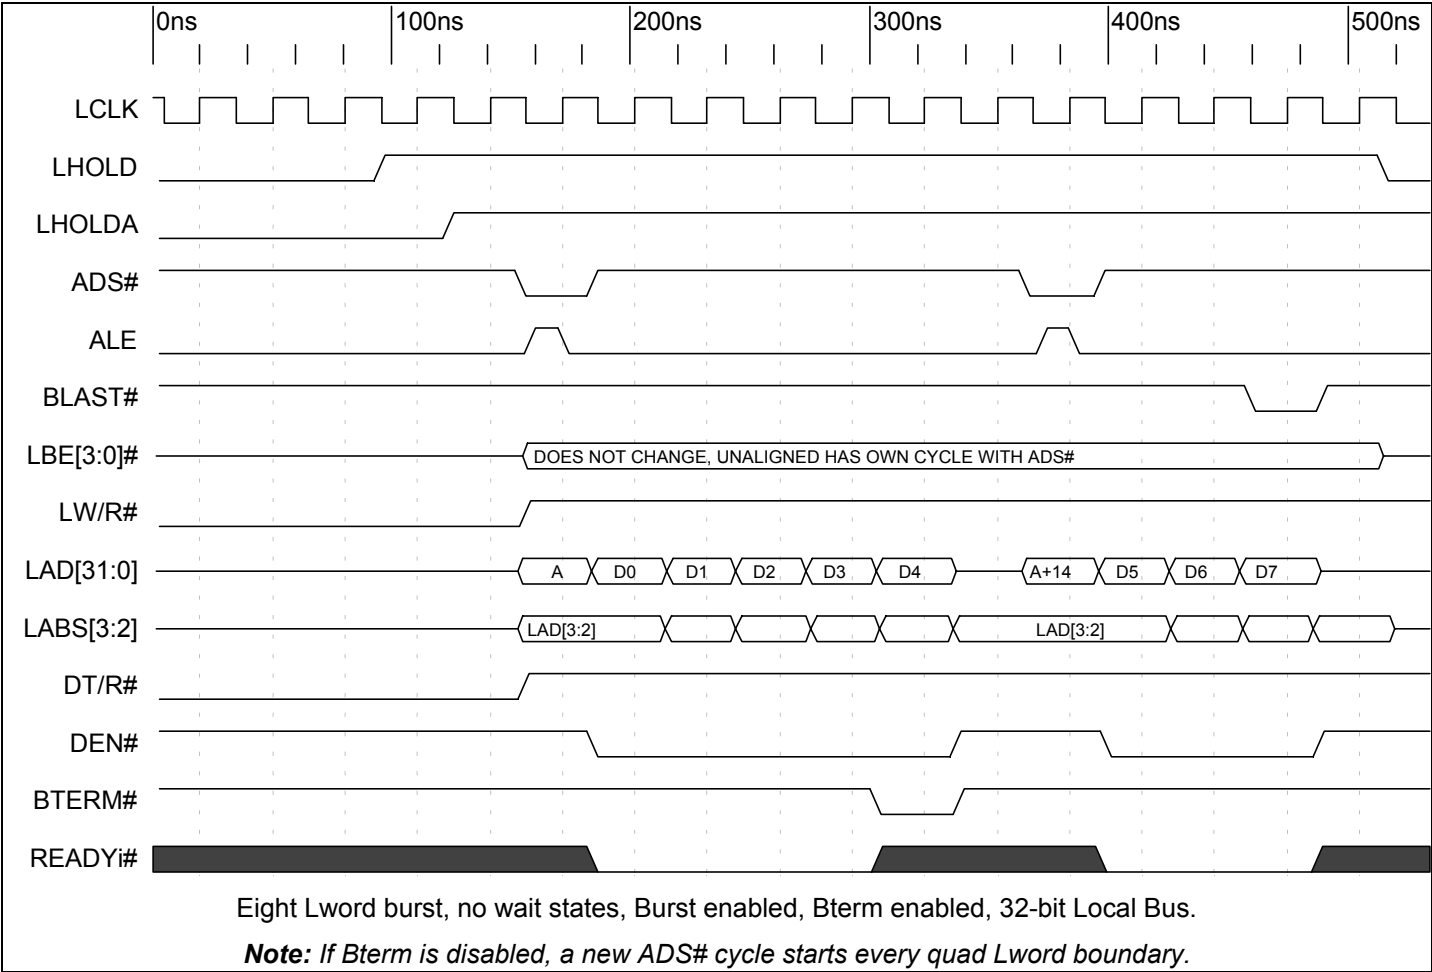 0ns 100ns 200ns 300ns 400ns 500ns
LCLK
LHOLD
LHOLDA
ADS#
ALE
BLAST#
LBE[3:0]# DOES NOT CHANGE, UNALIGNED HAS OWN CYCLE WITH ADS#
LW/R#
LAD[31:0] A D0 D1 D2 D3 D4 A+14 D5 D6 D7
LABS[3:2] LAD[3:2] LAD[3:2]
DT/R#
DEN#
BTERM#
READYi#
Eight Lword burst, no wait states, Burst enabled, Bterm enabled, 32-bit Local Bus.
Note: If Bterm is disabled, a new ADS# cycle starts every quad Lword boundary.